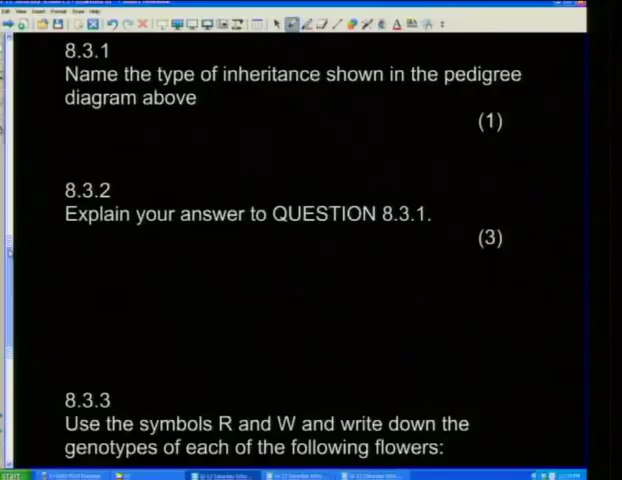 8.3.1
Name the type of inheritance shown in the pedigree
diagram above
(1)
8.3.2
Explain your answer to QUESTION 8.3.1.
(3)
8.3.3
Use the symbols R and W and write down the
genotypes of each of the following flowers:
start